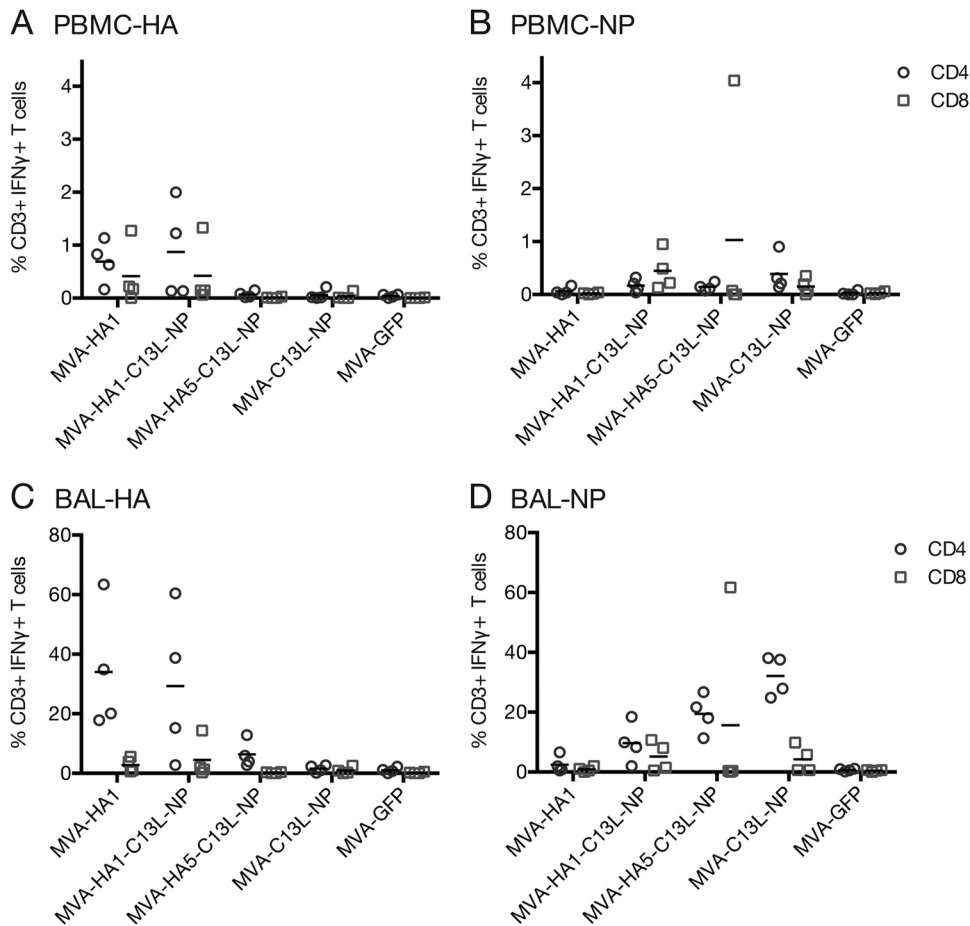 A PBMC-HA
% CD3+ IFNγ+ T cells
4
3
2
1
0
MVA-HA1
MVA-HA1-C13L-NP
MVA-HA5-C13L-NP
MVA-C13L-NP
MVA-GFP
B PBMC-NP
% CD3+ IFNγ+ T cells
4
3
2
1
0
MVA-HA1
MVA-HA1-C13L-NP
MVA-HA5-C13L-NP
MVA-C13L-NP
MVA-GFP
CD4
CD8
C BAL-HA
% CD3+ IFNγ+ T cells
80
60
40
20
0
MVA-HA1
MVA-HA1-C13L-NP
MVA-HA5-C13L-NP
MVA-C13L-NP
MVA-GFP
D BAL-NP
% CD3+ IFNγ+ T cells
80
60
40
20
0
MVA-HA1
MVA-HA1-C13L-NP
MVA-HA5-C13L-NP
MVA-C13L-NP
MVA-GFP
CD4
CD8